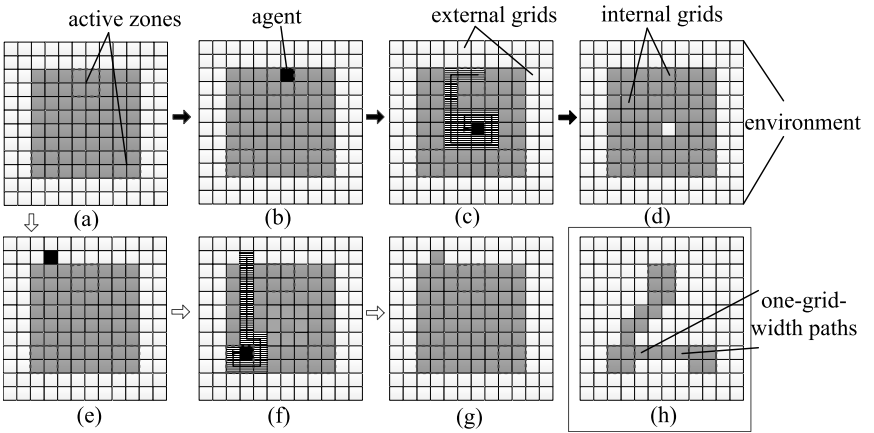 active zones
agent
external grids
internal grids
environment
(a)
(b)
(c)
(d)
one-grid-
width paths
(e)
(f)
(g)
(h)